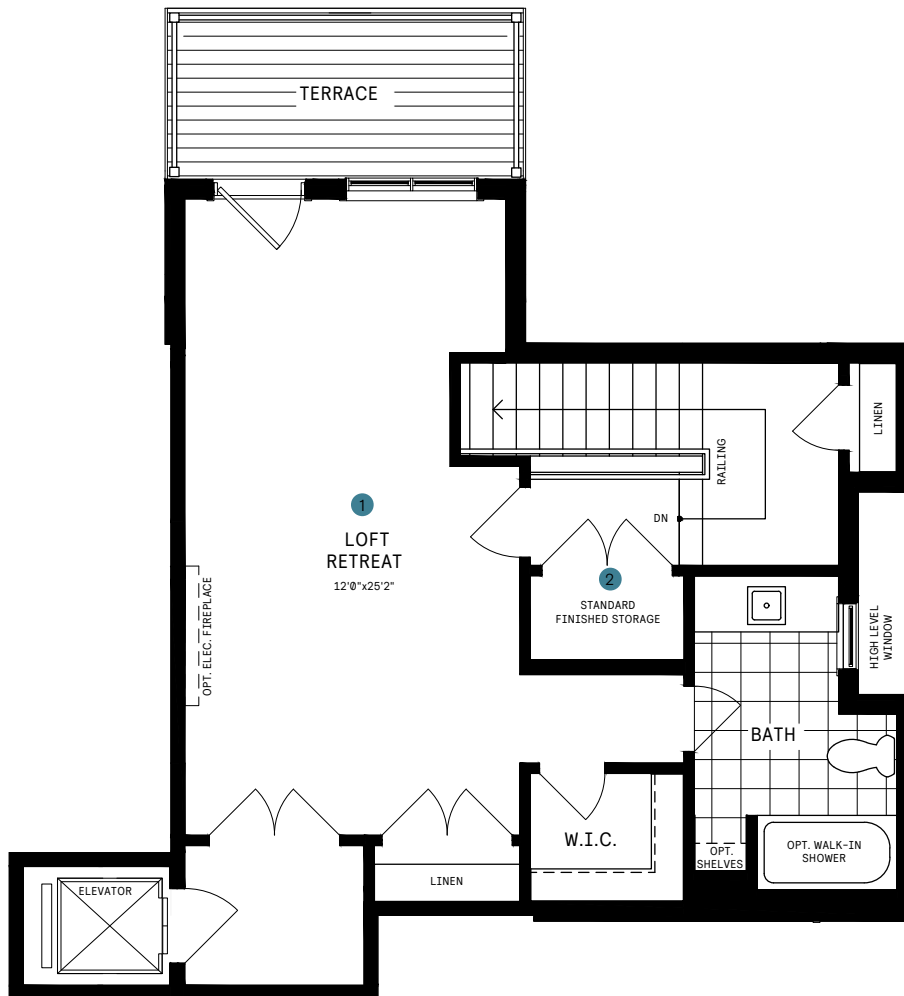 TERRACE
LINEN
RAILING
1
LOFT
RETREAT
12'0"x25'2"
DN
2
STANDARD
FINISHED STORAGE
OPT. ELEC. FIREPLACE
HIGH LEVEL
WINDOW
BATH
W.I.C.
OPT.
SHELVES
OPT. WALK-IN
SHOWER
LINEN
ELEVATOR